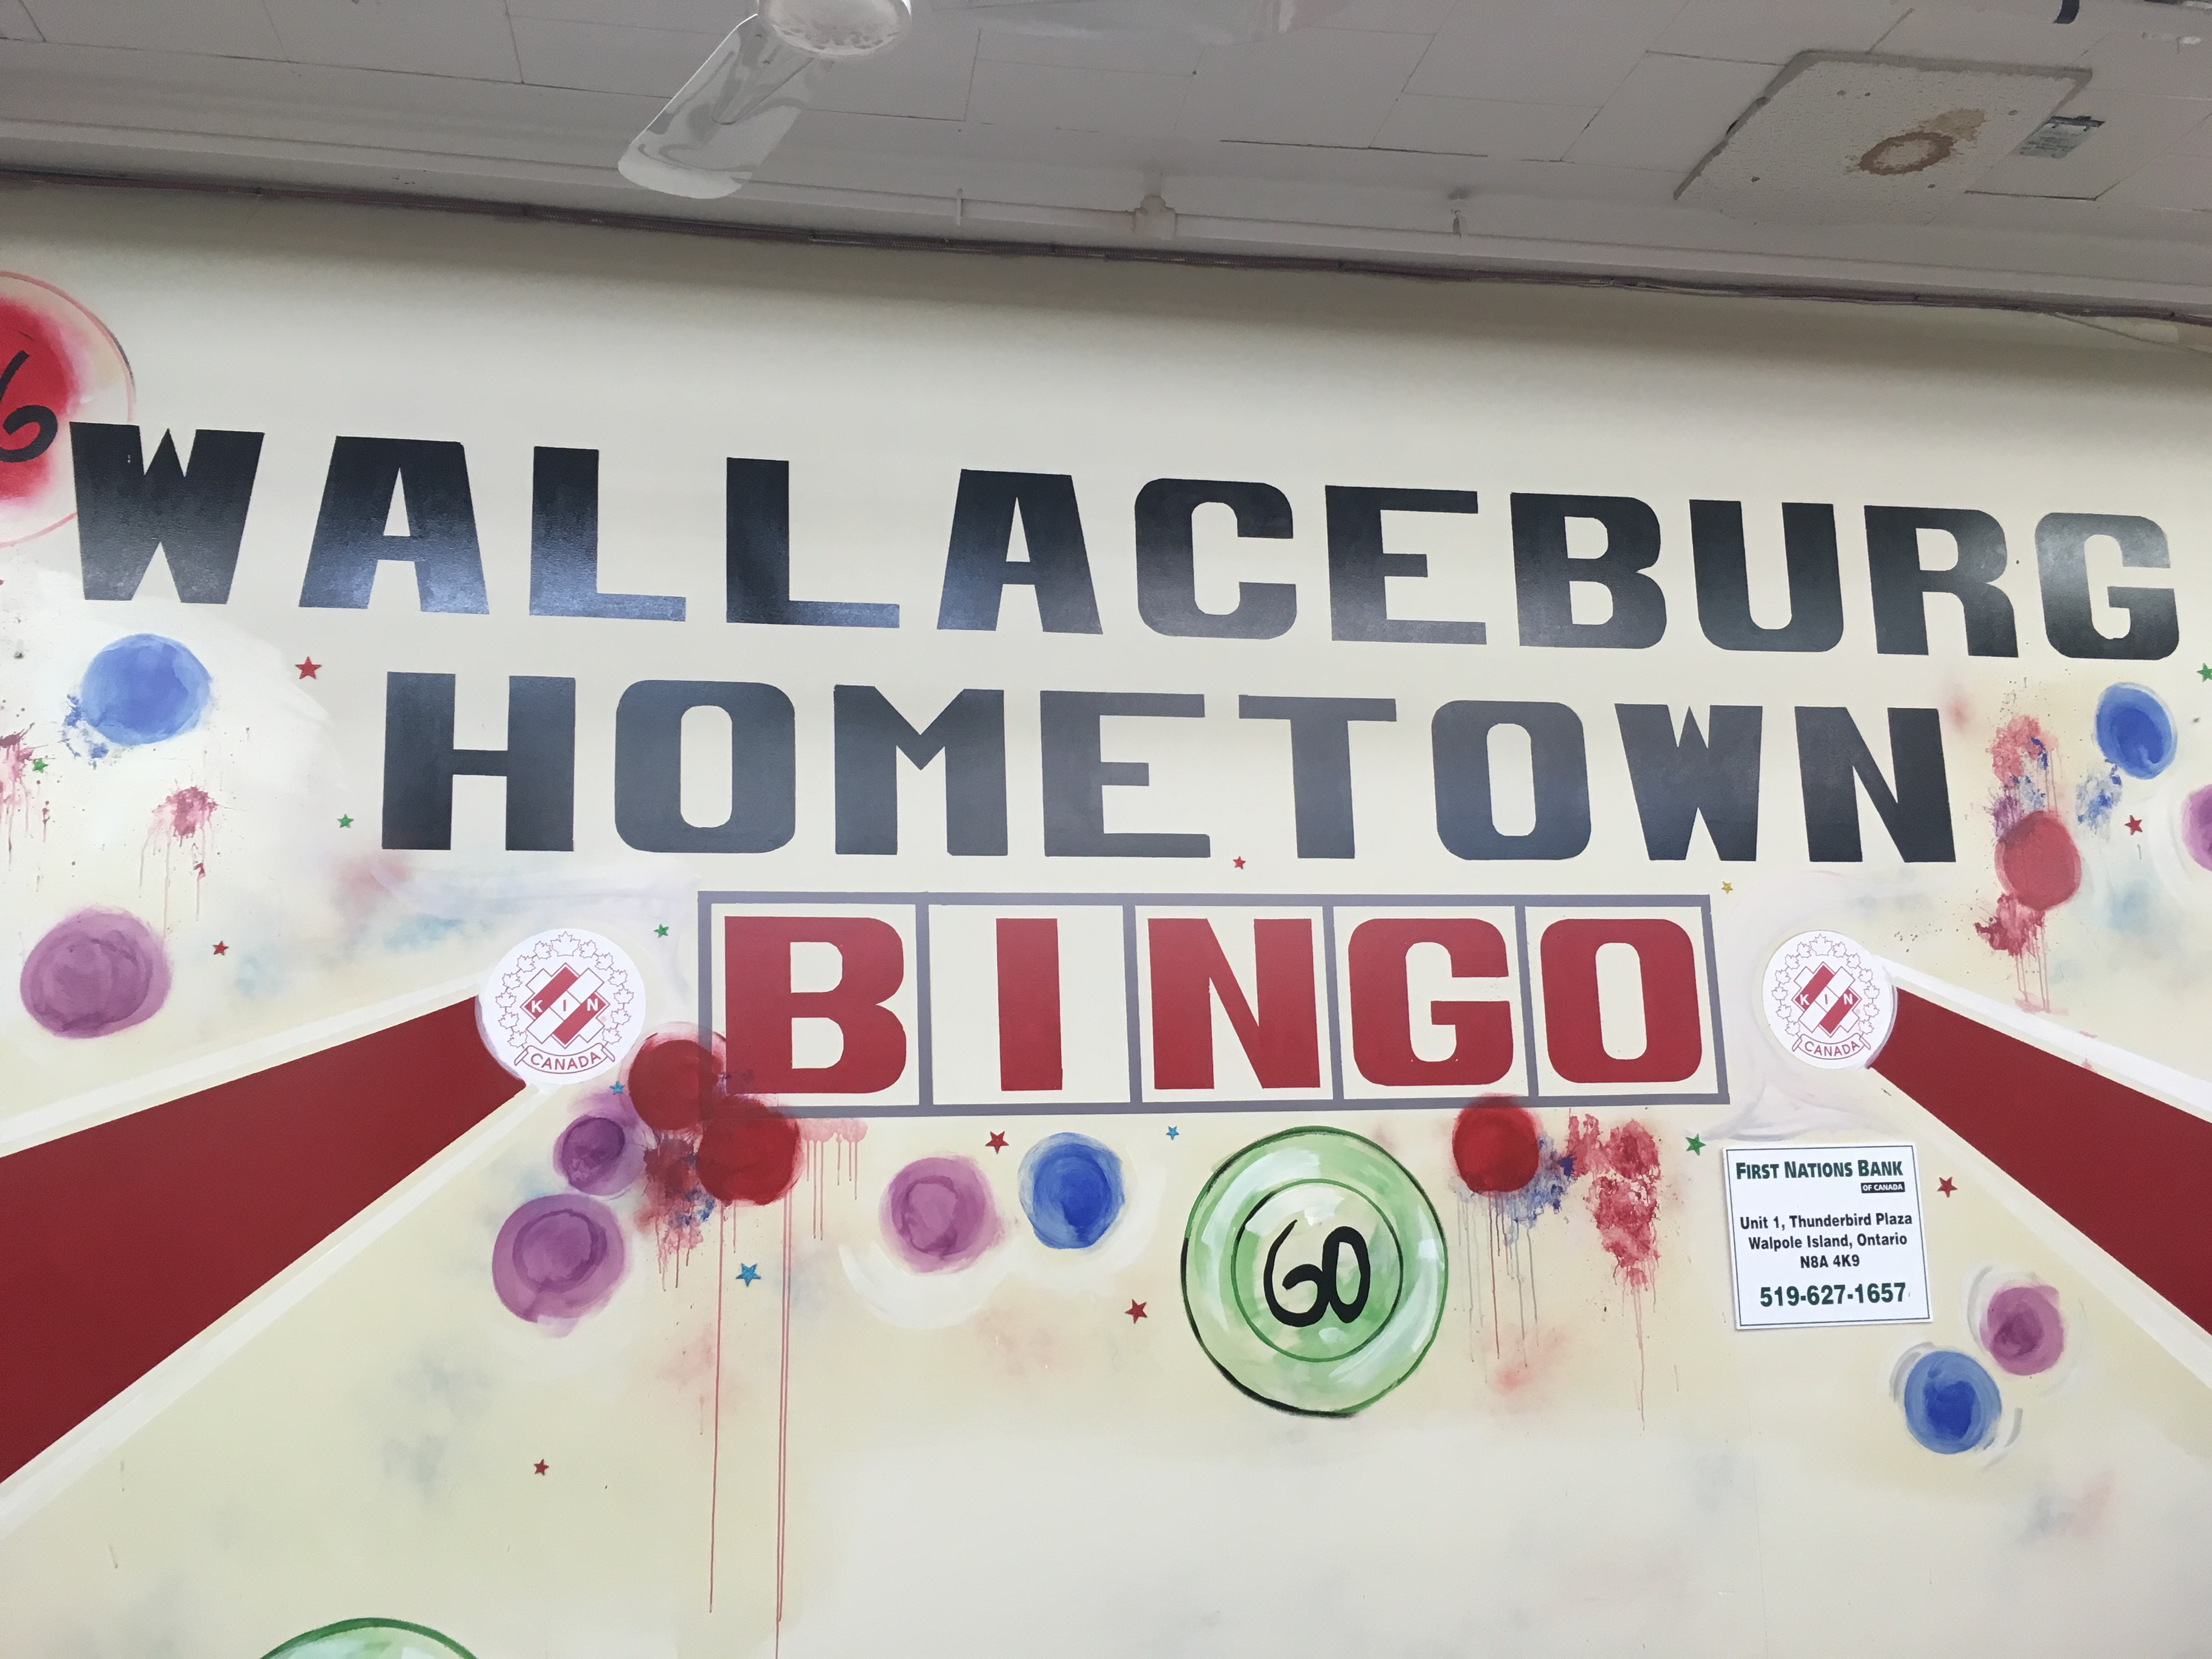 6
WALLACEBURG
HOMETOWN
BINGO
KIN
CANADA
KIN
CANADA
60
FIRST NATIONS BANK
OF CANADA
Unit 1, Thunderbird Plaza
Walpole Island, Ontario
N8A 4K9
519-627-1657